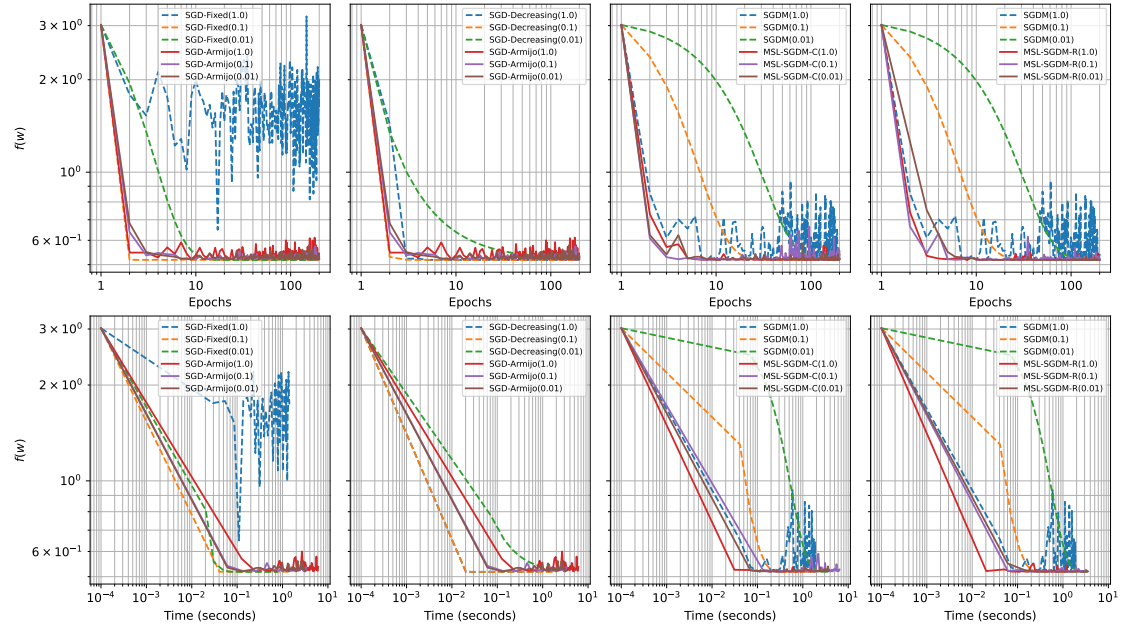 3 × 10⁰
2 × 10⁰
10⁰
6 × 10⁻¹
f(w)
SGD-Fixed(1.0)
SGD-Fixed(0.1)
SGD-Fixed(0.01)
SGD-Armijo(1.0)
SGD-Armijo(0.1)
SGD-Armijo(0.01)
1 10 100
Epochs
SGD-Decreasing(1.0)
SGD-Decreasing(0.1)
SGD-Decreasing(0.01)
SGD-Armijo(1.0)
SGD-Armijo(0.1)
SGD-Armijo(0.01)
1 10 100
Epochs
SGDM(1.0)
SGDM(0.1)
SGDM(0.01)
MSL-SGDM-C(1.0)
MSL-SGDM-C(0.1)
MSL-SGDM-C(0.01)
1 10 100
Epochs
SGDM(1.0)
SGDM(0.1)
SGDM(0.01)
MSL-SGDM-R(1.0)
MSL-SGDM-R(0.1)
MSL-SGDM-R(0.01)
1 10 100
Epochs
3 × 10⁰
2 × 10⁰
10⁰
6 × 10⁻¹
f(w)
SGD-Fixed(1.0)
SGD-Fixed(0.1)
SGD-Fixed(0.01)
SGD-Armijo(1.0)
SGD-Armijo(0.1)
SGD-Armijo(0.01)
10⁻⁴ 10⁻³ 10⁻² 10⁻¹ 10⁰ 10¹
Time (seconds)
SGD-Decreasing(1.0)
SGD-Decreasing(0.1)
SGD-Decreasing(0.01)
SGD-Armijo(1.0)
SGD-Armijo(0.1)
SGD-Armijo(0.01)
10⁻⁴ 10⁻³ 10⁻² 10⁻¹ 10⁰ 10¹
Time (seconds)
SGDM(1.0)
SGDM(0.1)
SGDM(0.01)
MSL-SGDM-C(1.0)
MSL-SGDM-C(0.1)
MSL-SGDM-C(0.01)
10⁻⁴ 10⁻³ 10⁻² 10⁻¹ 10⁰ 10¹
Time (seconds)
SGDM(1.0)
SGDM(0.1)
SGDM(0.01)
MSL-SGDM-R(1.0)
MSL-SGDM-R(0.1)
MSL-SGDM-R(0.01)
10⁻⁴ 10⁻³ 10⁻² 10⁻¹ 10⁰ 10¹
Time (seconds)